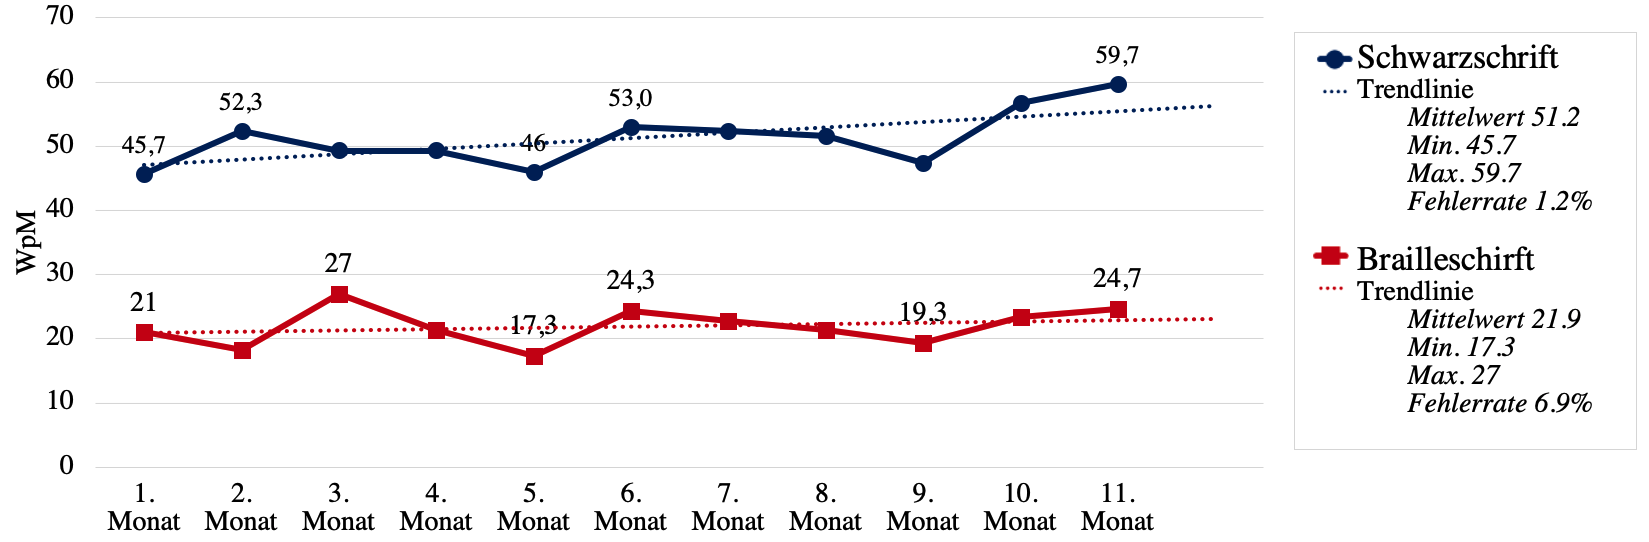 70
60
50
40
30
20
10
0
WpM
45,7
52,3
46
53,0
59,7
21
27
17,3
24,3
19,3
24,7
1. Monat
2. Monat
3. Monat
4. Monat
5. Monat
6. Monat
7. Monat
8. Monat
9. Monat
10. Monat
11. Monat
Schwarzschrift
Trendlinie
Mittelwert 51.2
Min. 45.7
Max. 59.7
Fehlerrate 1.2%
Brailleschirft
Trendlinie
Mittelwert 21.9
Min. 17.3
Max. 27
Fehlerrate 6.9%